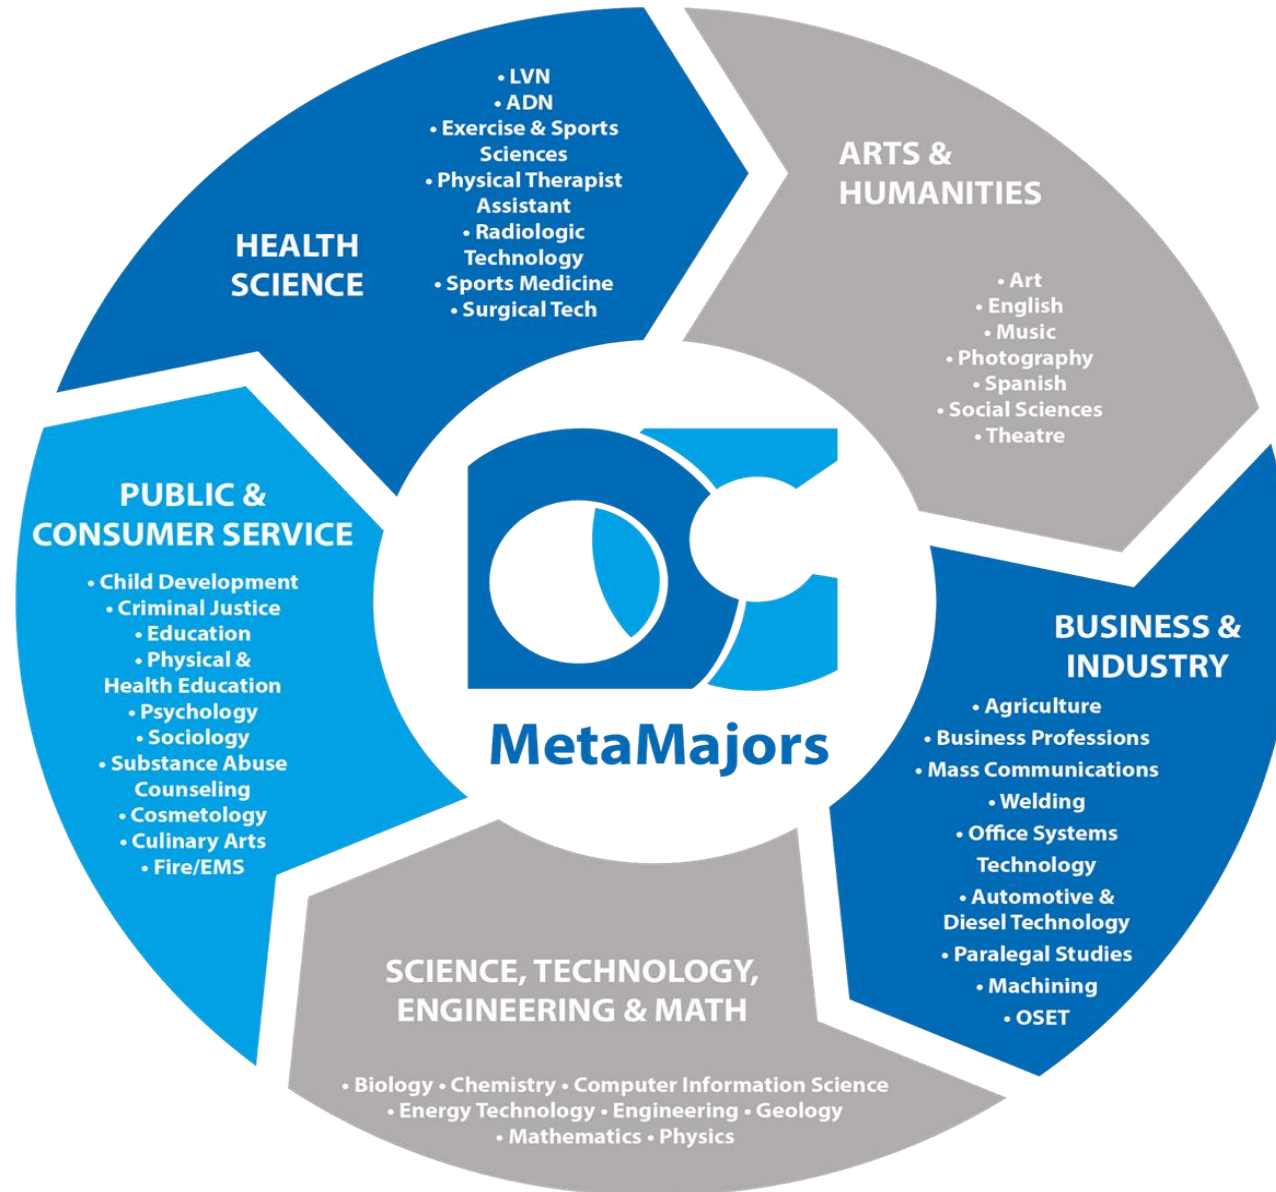 HEALTH
SCIENCE
• LVN
• ADN
• Exercise & Sports
Sciences
• Physical Therapist
Assistant
• Radiologic
Technology
• Sports Medicine
• Surgical Tech
ARTS &
HUMANITIES
• Art
• English
• Music
• Photography
• Spanish
• Social Sciences
• Theatre
BUSINESS &
INDUSTRY
• Agriculture
• Business Professions
• Mass Communications
• Welding
• Office Systems
Technology
• Automotive &
Diesel Technology
• Paralegal Studies
• Machining
• OSET
SCIENCE, TECHNOLOGY,
ENGINEERING & MATH
• Biology • Chemistry • Computer Information Science
• Energy Technology • Engineering • Geology
• Mathematics • Physics
PUBLIC &
CONSUMER SERVICE
• Child Development
• Criminal Justice
• Education
• Physical &
Health Education
• Psychology
• Sociology
• Substance Abuse
Counseling
• Cosmetology
• Culinary Arts
• Fire/EMS
DC
MetaMajors